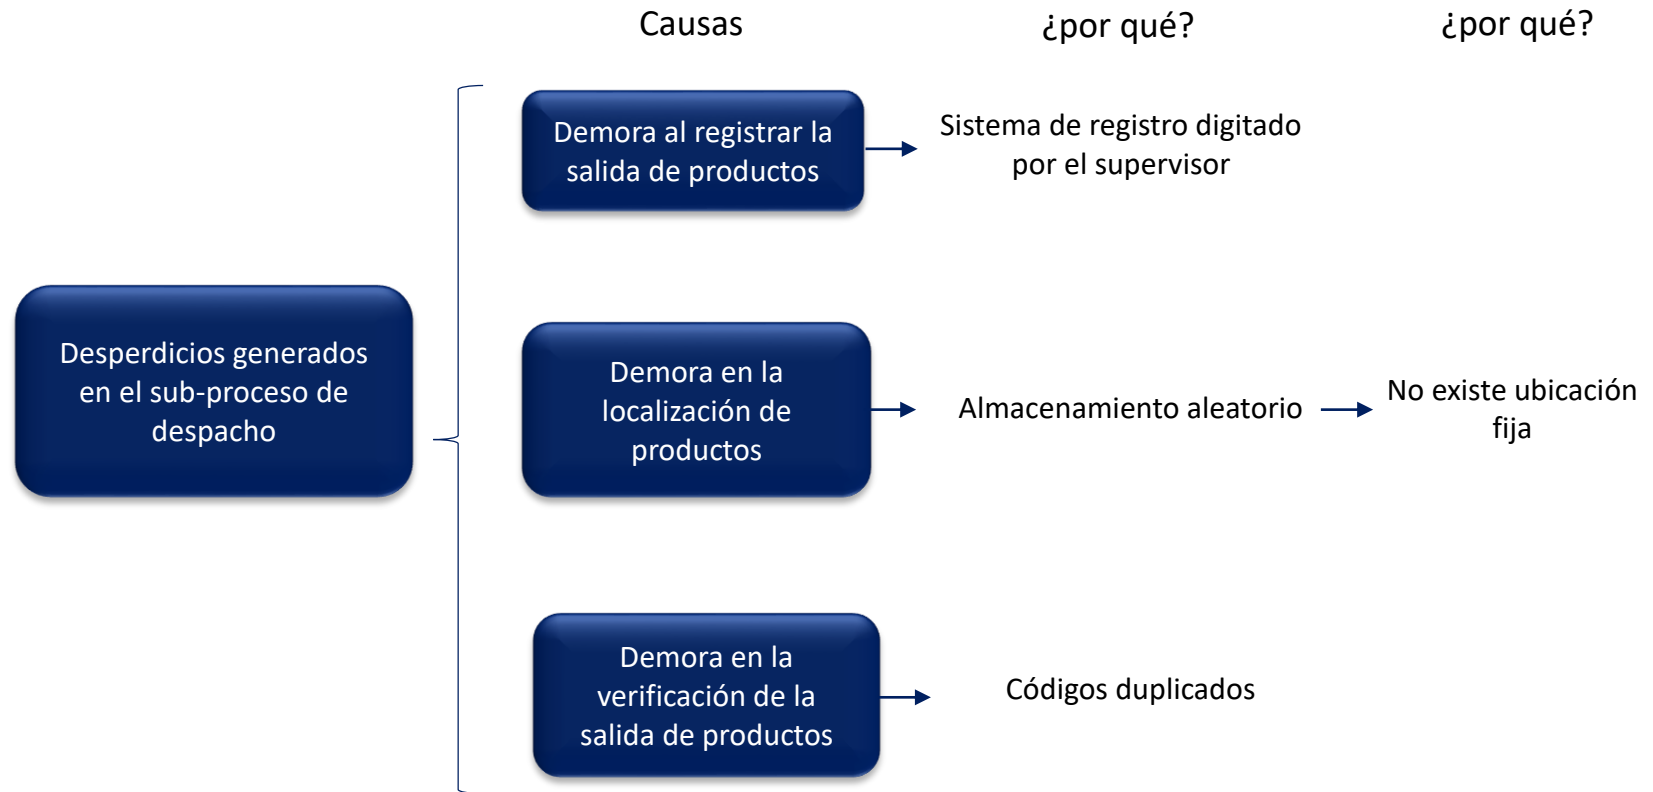 Causas
¿por qué?
¿por qué?
Demora al registrar la
salida de productos
Sistema de registro digitado
por el supervisor
Desperdicios generados
en el sub-proceso de
despacho
Demora en la
localización de
productos
Almacenamiento aleatorio
No existe ubicación
fija
Demora en la
verificación de la
salida de productos
Códigos duplicados